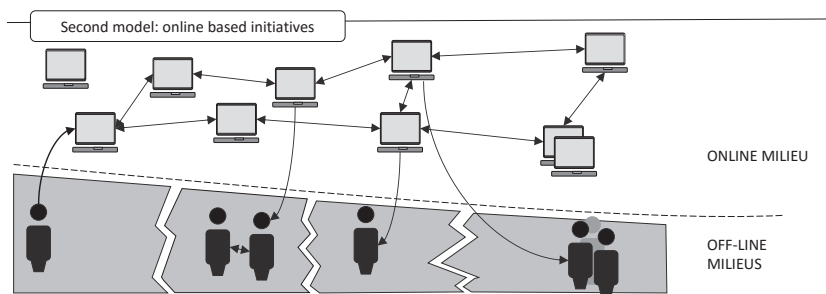 Second model: online based initiatives
ONLINE MILIEU
OFF-LINE
MILIEUS